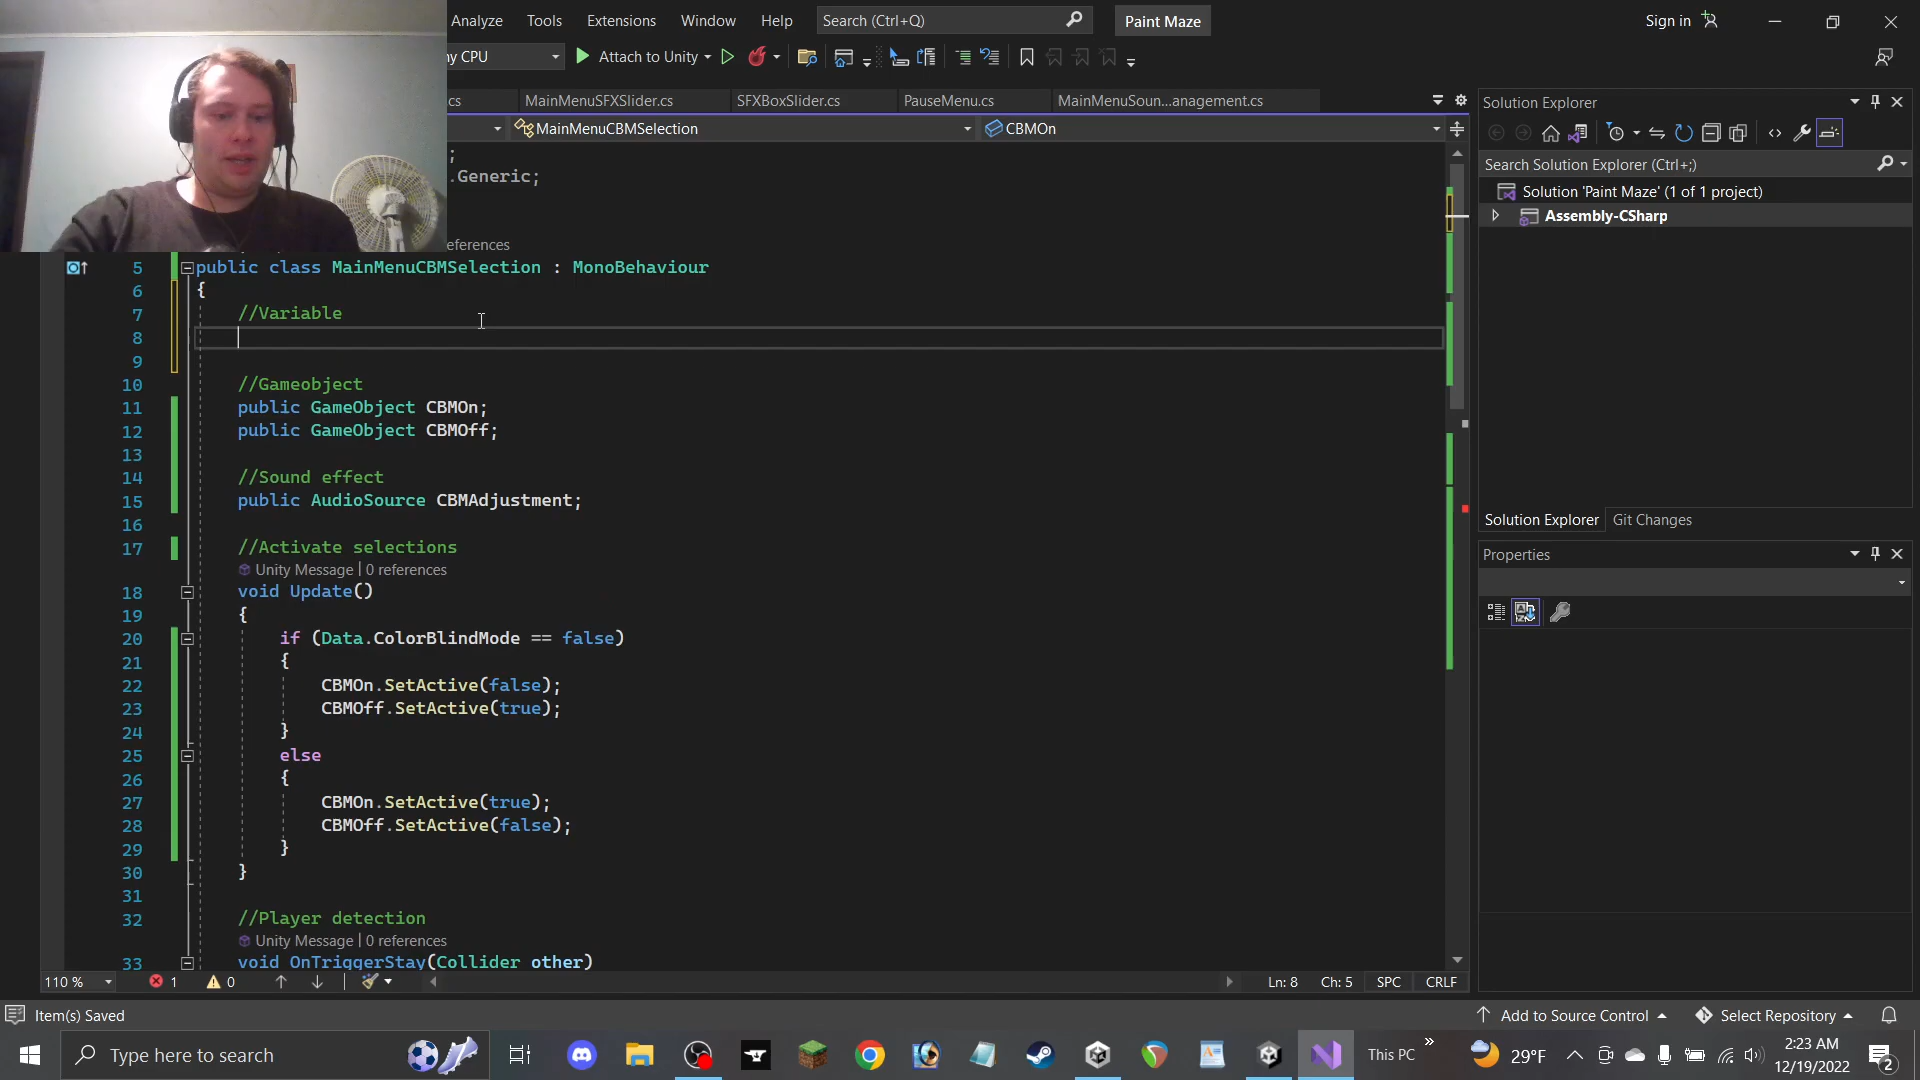 Analyze Tools Extensions Window Help Search (Ctrl+Q) Paint Maze Sign in
ny CPU Attach to Unity
cs MainMenuSFXSlider.cs SFXBoxSlider.cs PauseMenu.cs MainMenuSoun...anagement.cs
MainMenuCBMSelection CBMOn
;
.Generic;
eferences
5 public class MainMenuCBMSelection : MonoBehaviour
6 {
7 //Variable
8
9
10 //Gameobject
11 public GameObject CBMOn;
12 public GameObject CBMOff;
13
14 //Sound effect
15 public AudioSource CBMAdjustment;
16
17 //Activate selections
Unity Message | 0 references
18 void Update()
19 {
20 if (Data.ColorBlindMode == false)
21 {
22 CBMOn.SetActive(false);
23 CBMOff.SetActive(true);
24 }
25 else
26 {
27 CBMOn.SetActive(true);
28 CBMOff.SetActive(false);
29 }
30 }
31
32 //Player detection
Unity Message | 0 references
33 void OnTriggerStay(Collider other)
110 % 1 0 Ln: 8 Ch: 5 SPC CRLF
Solution Explorer
Search Solution Explorer (Ctrl+;)
Solution 'Paint Maze' (1 of 1 project)
Assembly-CSharp
Solution Explorer Git Changes
Properties
Item(s) Saved Add to Source Control Select Repository
Type here to search This PC » 29°F 2:23 AM
12/19/2022 2